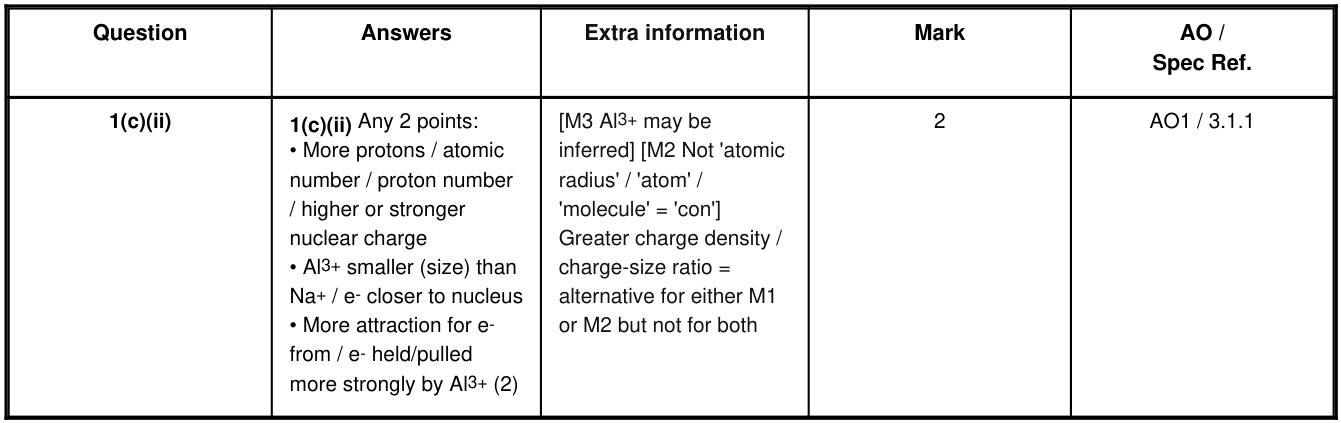 Question
Answers
Extra information
Mark
AO /
Spec Ref.
1(c)(ii)
1(c)(ii) Any 2 points:
• More protons / atomic
number / proton number
/ higher or stronger
nuclear charge
• Al3+ smaller (size) than
Na+ / e- closer to nucleus
• More attraction for e-
from / e- held/pulled
more strongly by Al3+ (2)
[M3 Al3+ may be
inferred] [M2 Not 'atomic
radius' / 'atom' /
'molecule' = 'con']
Greater charge density /
charge-size ratio =
alternative for either M1
or M2 but not for both
2
AO1 / 3.1.1